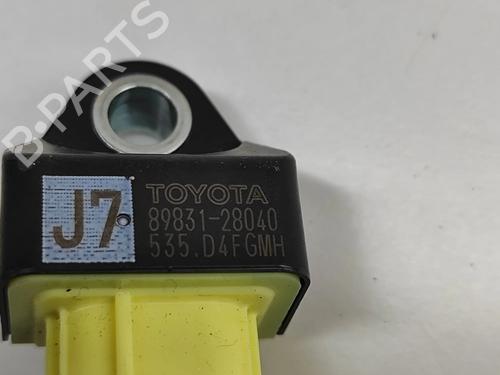 B-PARTS
J7
TOYOTA
89831-28040
535.D4FGMH